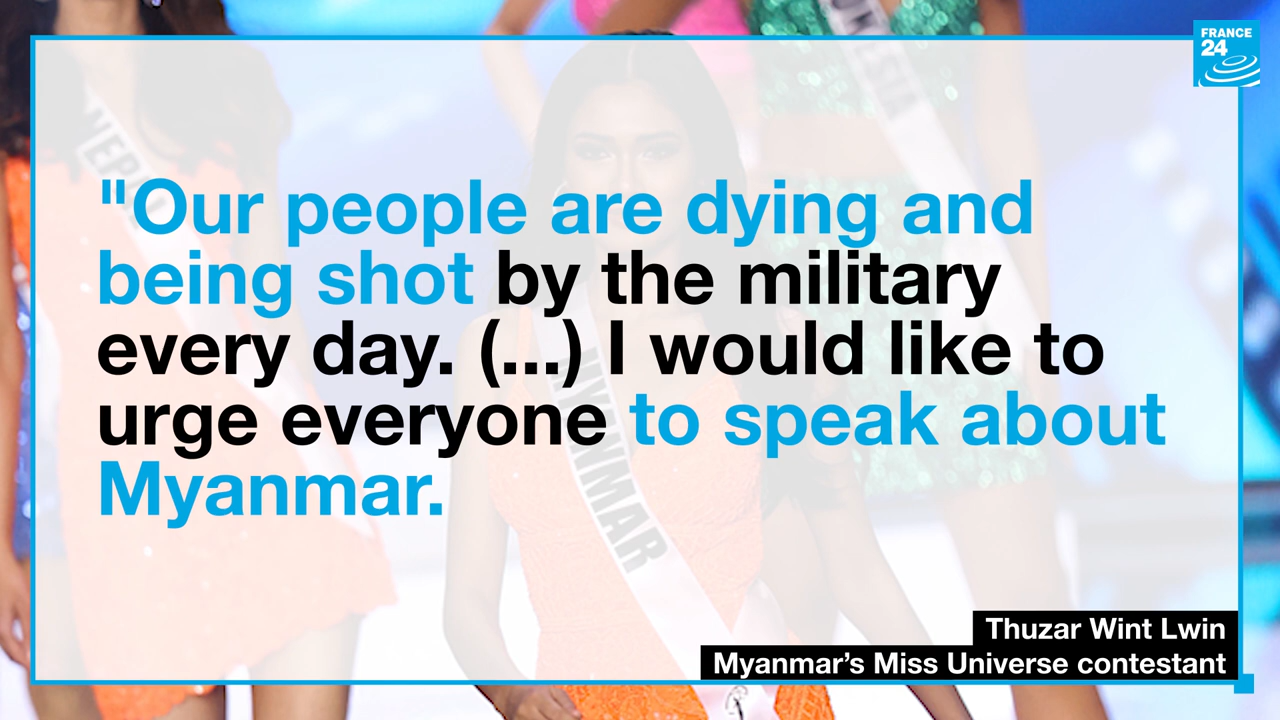 FRANCE
24
"Our people are dying and
being shot by the military
every day. (...) I would like to
urge everyone to speak about
Myanmar.
MYANMAR
Thuzar Wint Lwin
Myanmar's Miss Universe contestant